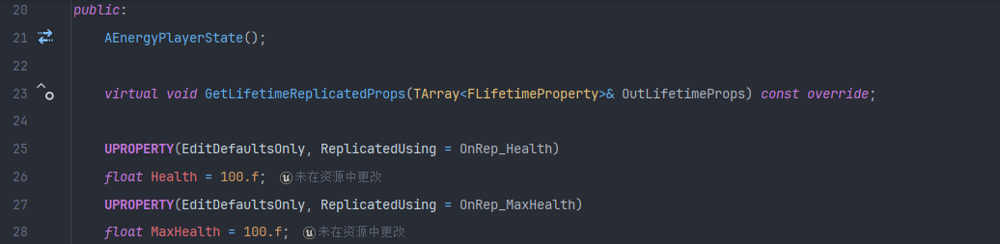 20 public:
21 AEnergyPlayerState();
22
23 virtual void GetLifetimeReplicatedProps(TArray<FLifetimeProperty>& OutLifetimeProps) const override;
24
25 UPROPERTY(EditDefaultsOnly, ReplicatedUsing = OnRep_Health)
26 float Health = 100.f; 未在资源中更改
27 UPROPERTY(EditDefaultsOnly, ReplicatedUsing = OnRep_MaxHealth)
28 float MaxHealth = 100.f; 未在资源中更改